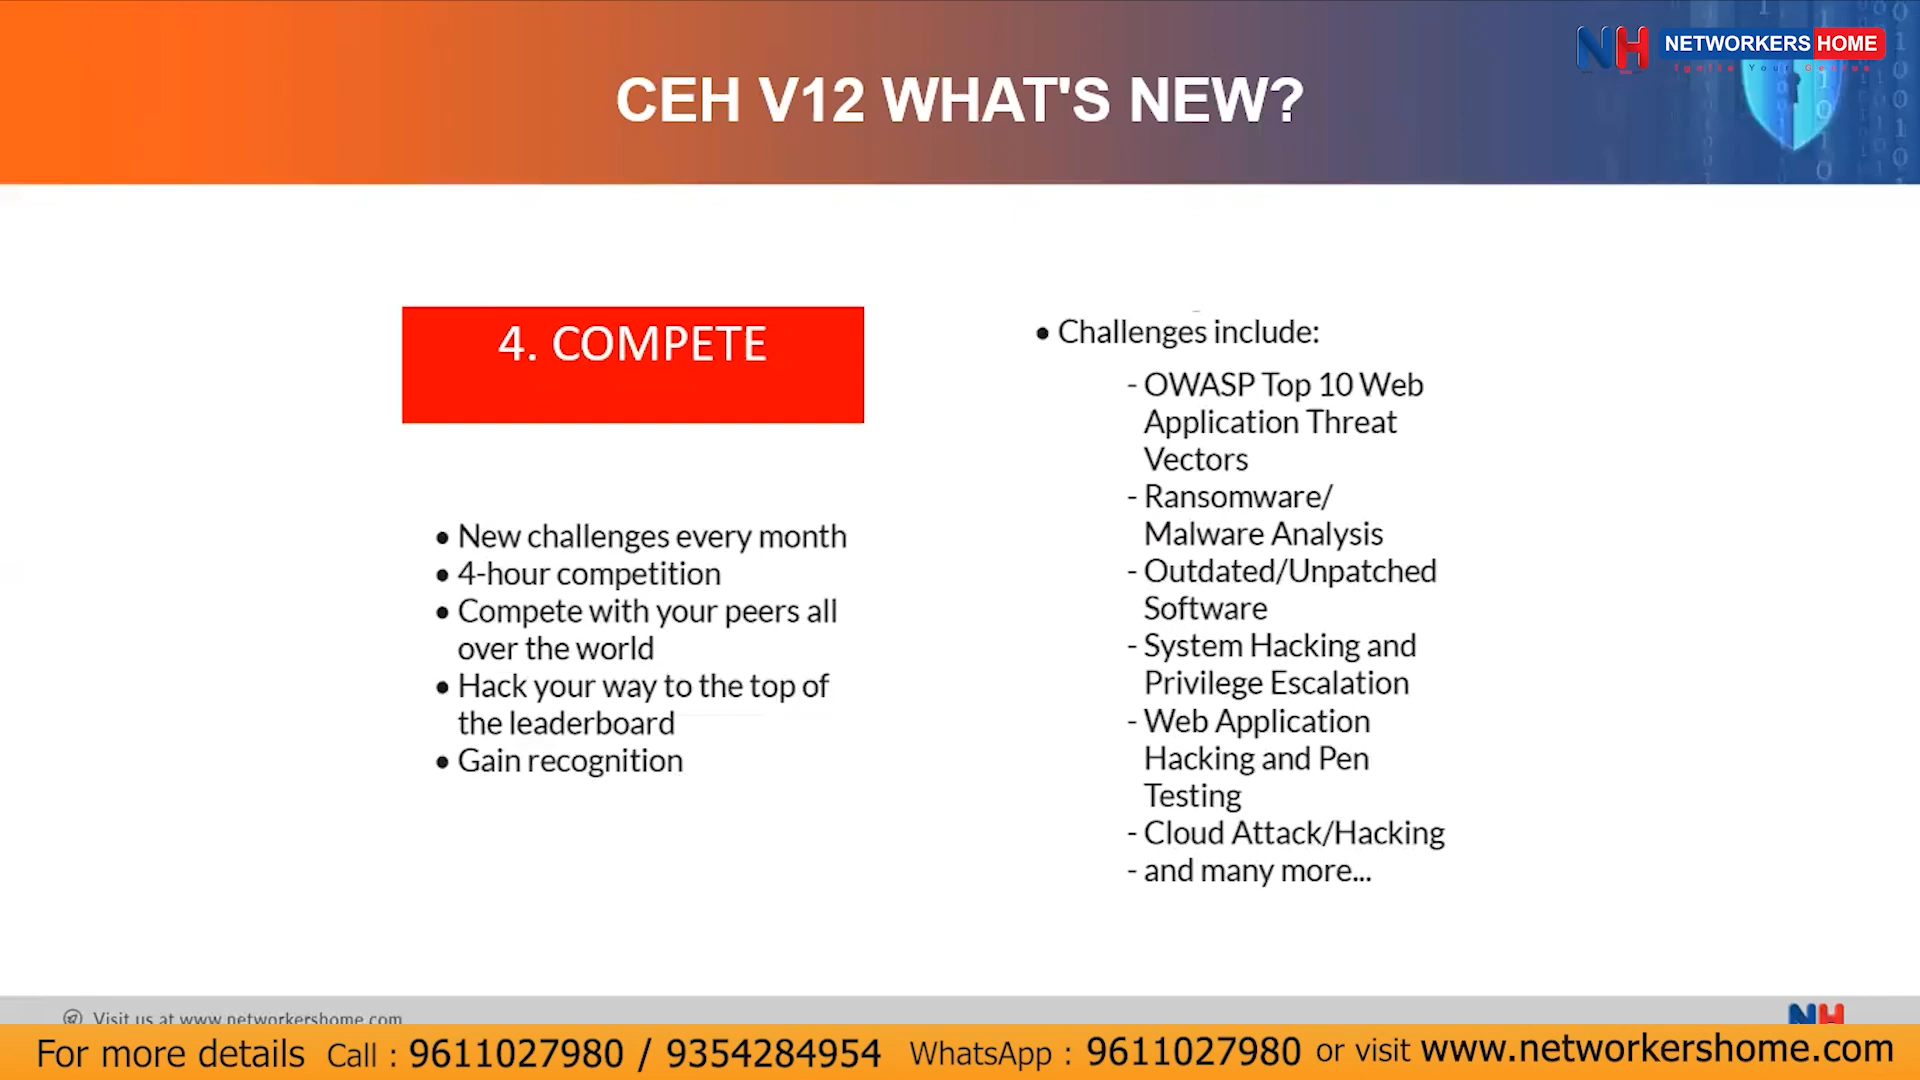 NH NETWORKERS HOME
Ignite Your Genius
CEH V12 WHAT'S NEW?
4. COMPETE
• New challenges every month
• 4-hour competition
• Compete with your peers all
over the world
• Hack your way to the top of
the leaderboard
• Gain recognition
• Challenges include:
- OWASP Top 10 Web
Application Threat
Vectors
- Ransomware/
Malware Analysis
- Outdated/Unpatched
Software
- System Hacking and
Privilege Escalation
- Web Application
Hacking and Pen
Testing
- Cloud Attack/Hacking
- and many more...
Visit us at www.networkershome.com
NH
For more details Call : 9611027980 / 9354284954 WhatsApp : 9611027980 or visit www.networkershome.com